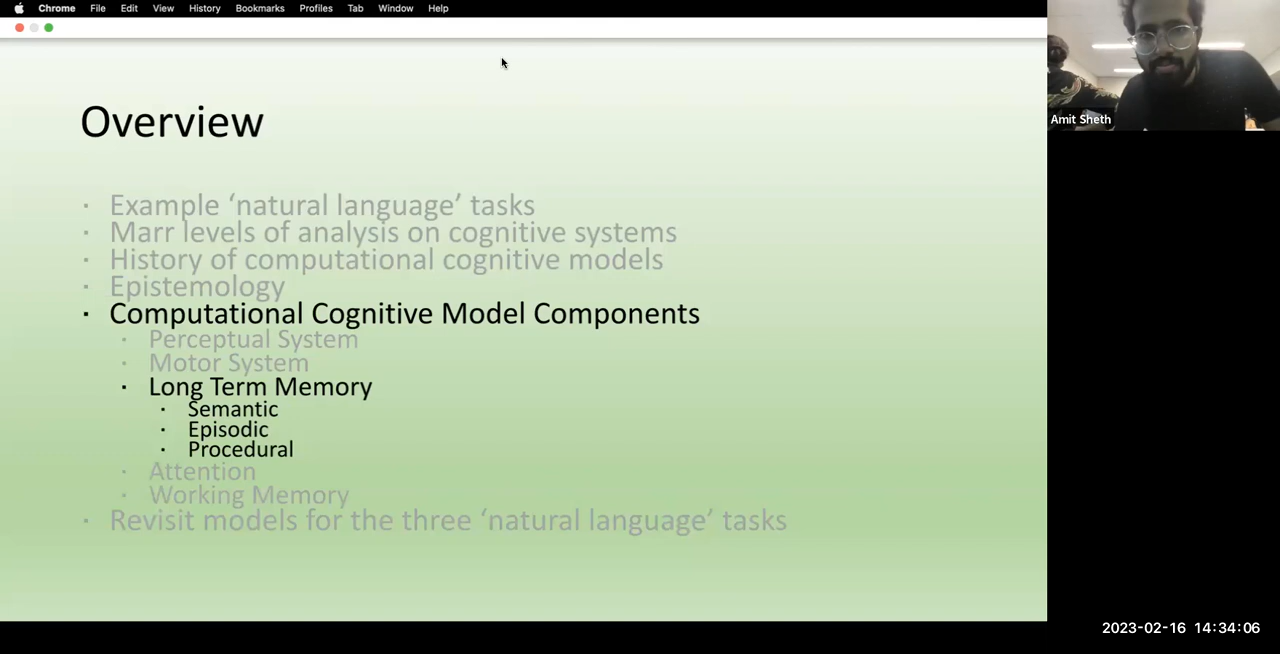 Chrome File Edit View History Bookmarks Profiles Tab Window Help
Amit Sheth
Overview
· Example ‘natural language’ tasks
· Marr levels of analysis on cognitive systems
· History of computational cognitive models
· Epistemology
· Computational Cognitive Model Components
· Perceptual System
· Motor System
· Long Term Memory
· Semantic
· Episodic
· Procedural
· Attention
· Working Memory
· Revisit models for the three ‘natural language’ tasks
2023-02-16 14:34:06